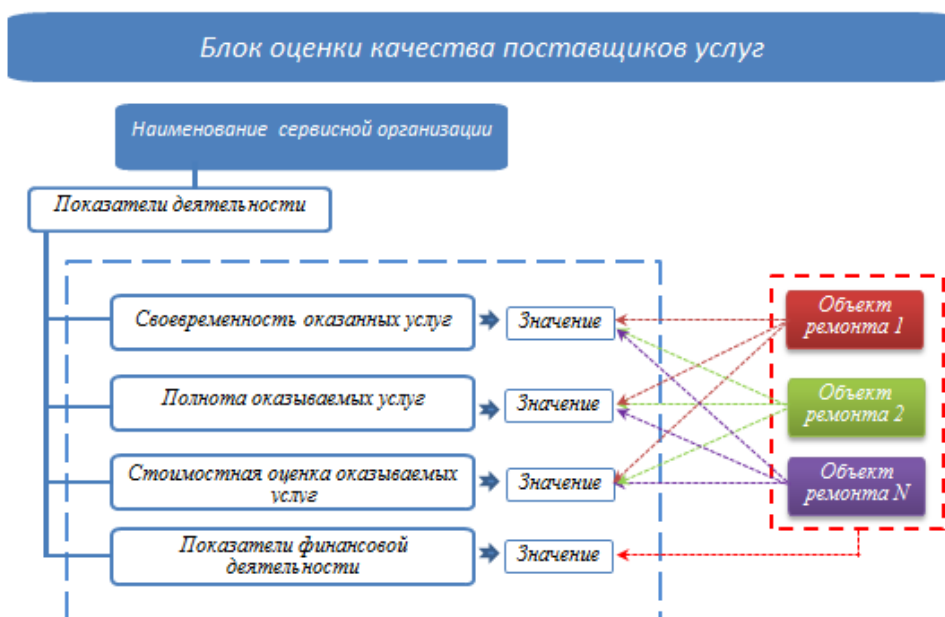 Блок оценки качества поставщиков услуг
Наименование сервисной организации
Показатели деятельности
Своевременность оказанных услуг
Значение
Объект
ремонта 1
Полнота оказываемых услуг
Значение
Объект
ремонта 2
Стоимостная оценка оказываемых
услуг
Значение
Объект
ремонта N
Показатели финансовой
деятельности
Значение